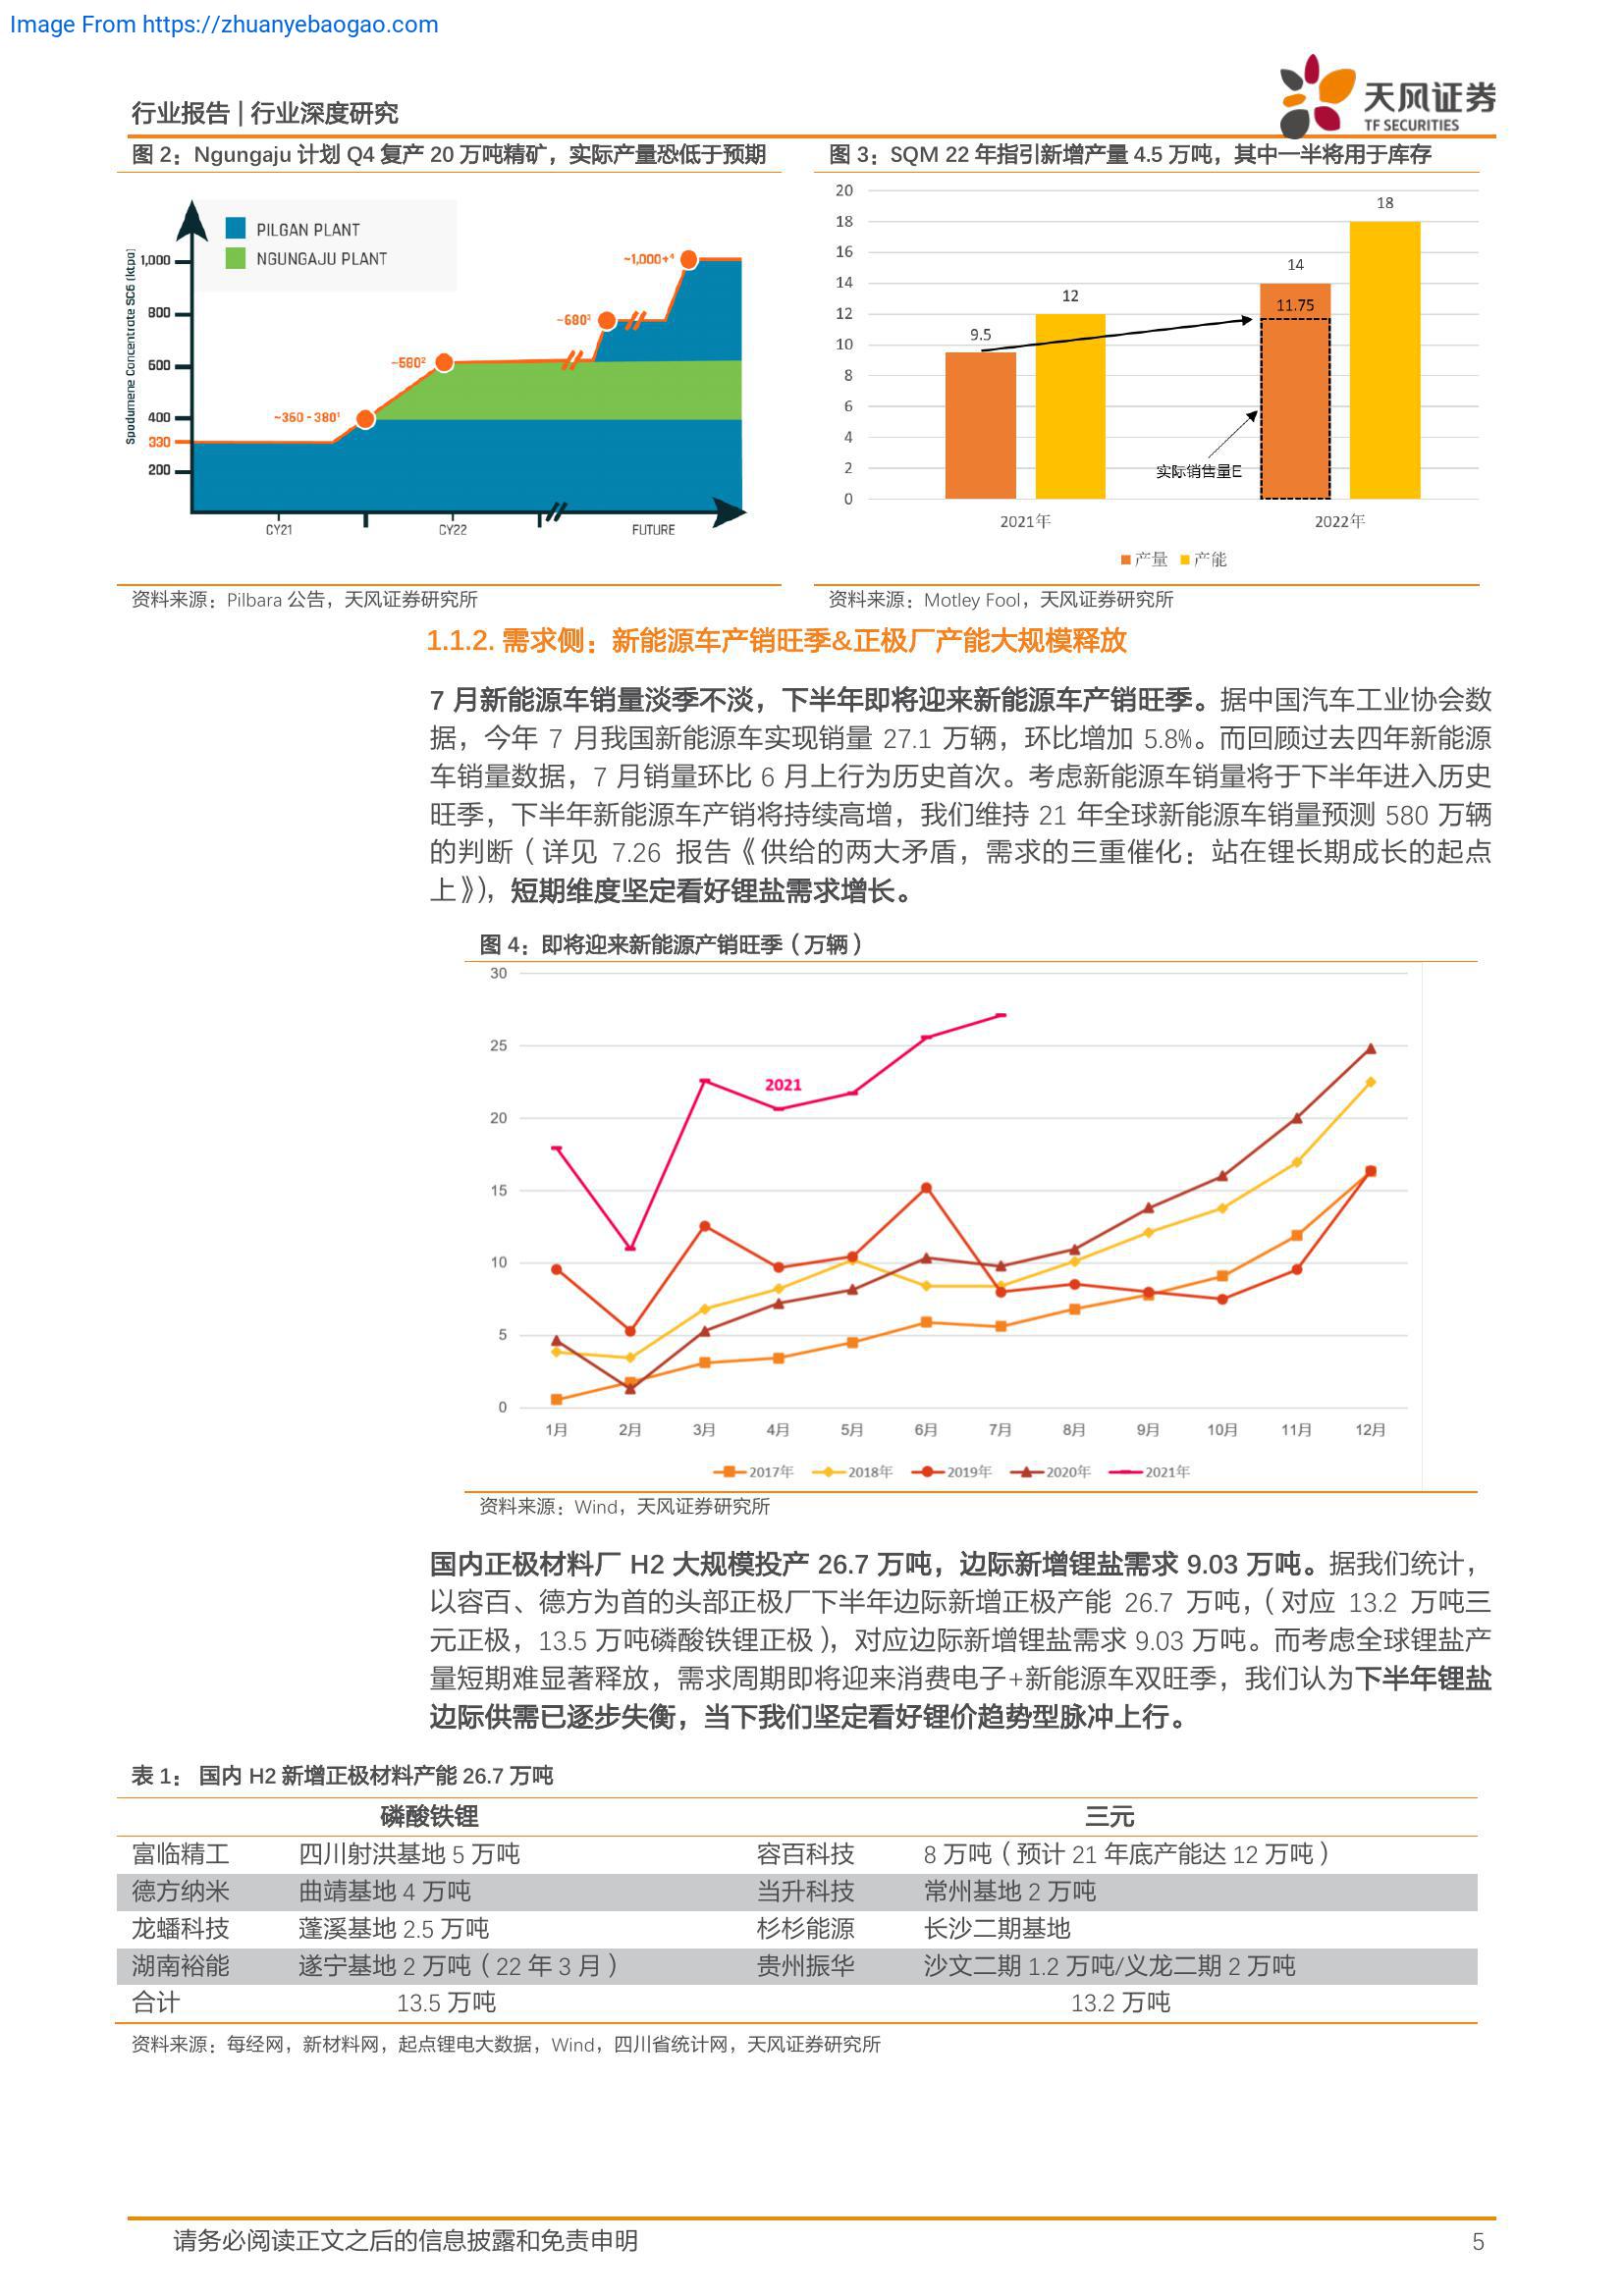 Image From https://zhuanyebaogao.com
行业报告 | 行业深度研究
天风证券
TF SECURITIES
图 2：Ngungaju 计划 Q4 复产 20 万吨精矿，实际产量恐低于预期
PILGAN PLANT
NGUNGAJU PLANT
Spodumene Concentrate SC6 (ktpa)
1,000
800
600
400
330
200
~360 - 380¹
~580²
~680³
~1,000+⁴
CY21
CY22
FUTURE
资料来源：Pilbara 公告，天风证券研究所
图 3：SQM 22 年指引新增产量 4.5 万吨，其中一半将用于库存
20
18
16
14
12
10
8
6
4
2
0
9.5
12
14
11.75
18
实际销售量E
2021年
2022年
产量 产能
资料来源：Motley Fool，天风证券研究所
1.1.2. 需求侧：新能源车产销旺季&正极厂产能大规模释放
7 月新能源车销量淡季不淡，下半年即将迎来新能源车产销旺季。据中国汽车工业协会数
据，今年 7 月我国新能源车实现销量 27.1 万辆，环比增加 5.8%。而回顾过去四年新能源
车销量数据，7 月销量环比 6 月上行为历史首次。考虑新能源车销量将于下半年进入历史
旺季，下半年新能源车产销将持续高增，我们维持 21 年全球新能源车销量预测 580 万辆
的判断（详见 7.26 报告《供给的两大矛盾，需求的三重催化：站在锂长期成长的起点
上》），短期维度坚定看好锂盐需求增长。
图 4：即将迎来新能源产销旺季（万辆）
30
25
20
15
10
5
0
2021
1月 2月 3月 4月 5月 6月 7月 8月 9月 10月 11月 12月
2017年 2018年 2019年 2020年 2021年
资料来源：Wind，天风证券研究所
国内正极材料厂 H2 大规模投产 26.7 万吨，边际新增锂盐需求 9.03 万吨。据我们统计，
以容百、德方为首的头部正极厂下半年边际新增正极产能 26.7 万吨，（对应 13.2 万吨三
元正极，13.5 万吨磷酸铁锂正极），对应边际新增锂盐需求 9.03 万吨。而考虑全球锂盐产
量短期难显著释放，需求周期即将迎来消费电子+新能源车双旺季，我们认为下半年锂盐
边际供需已逐步失衡，当下我们坚定看好锂价趋势型脉冲上行。
表 1： 国内 H2 新增正极材料产能 26.7 万吨
磷酸铁锂 三元
富临精工 四川射洪基地 5 万吨 容百科技 8 万吨（预计 21 年底产能达 12 万吨）
德方纳米 曲靖基地 4 万吨 当升科技 常州基地 2 万吨
龙蟠科技 蓬溪基地 2.5 万吨 杉杉能源 长沙二期基地
湖南裕能 遂宁基地 2 万吨（22 年 3 月） 贵州振华 沙文二期 1.2 万吨/义龙二期 2 万吨
合计 13.5 万吨 13.2 万吨
资料来源：每经网，新材料网，起点锂电大数据，Wind，四川省统计网，天风证券研究所
请务必阅读正文之后的信息披露和免责申明 5